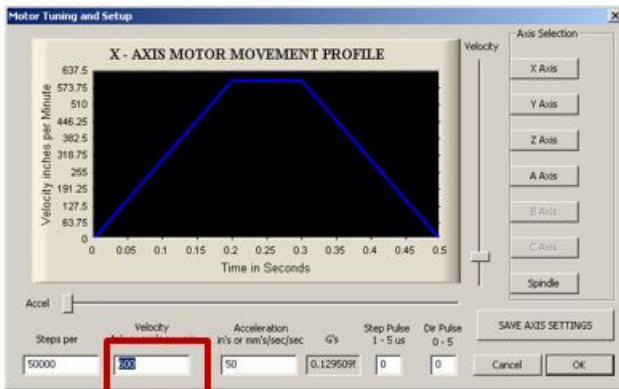 Motor Tuning and Setup
X - AXIS MOTOR MOVEMENT PROFILE
Velocity
Axis Selection
Velocity inches per Minute
637.5
573.75
510
446.25
382.5
318.75
255
191.25
127.5
63.75
0
0 0.05 0.1 0.15 0.2 0.25 0.3 0.35 0.4 0.45 0.5
Time in Seconds
X Axis
Y Axis
Z Axis
A Axis
B Axis
C Axis
Spindle
Accel
Steps per
Velocity
Acceleration
in's or mm's/sec/sec
G's
Step Pulse
1 - 5 us
Dir Pulse
0 - 5
50000
600
50
0.129509
0
0
SAVE AXIS SETTINGS
Cancel
OK